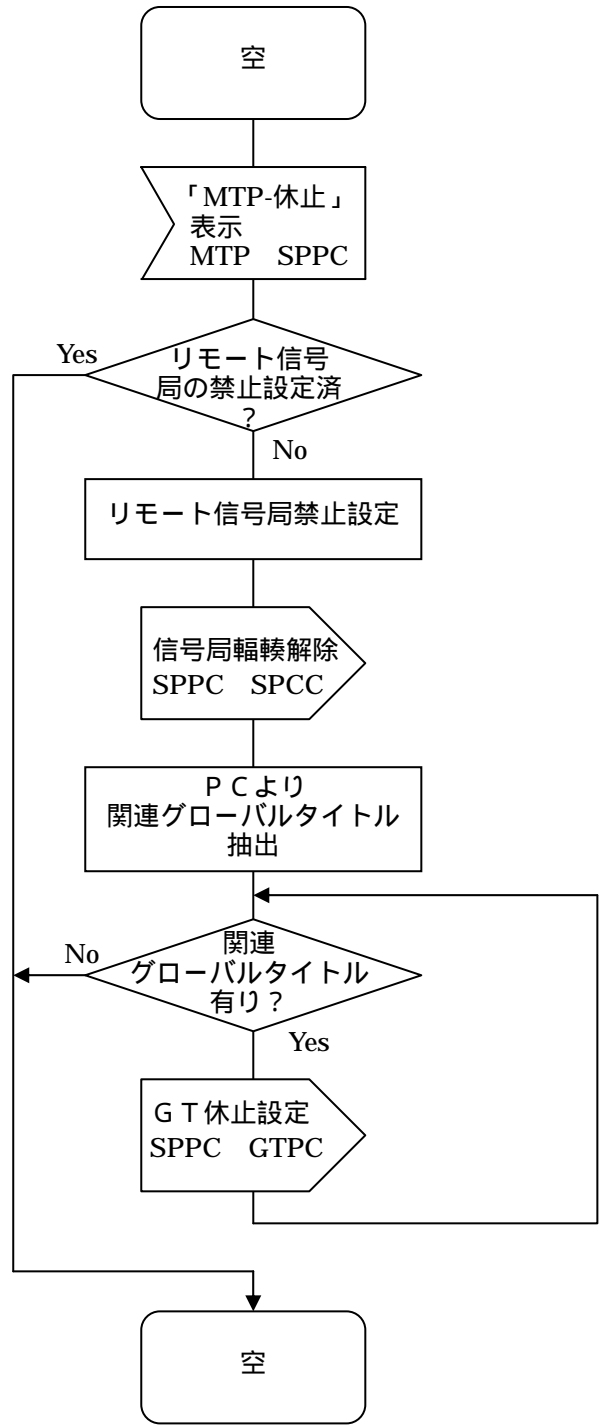 空
「MTP-休止」
表示
MTP　SPPC
Yes
リモート信号
局の禁止設定済
？
No
リモート信号局禁止設定
信号局輻輳解除
SPPC　SPCC
ＰＣより
関連グローバルタイトル
抽出
No
関連
グローバルタイトル
有り？
Yes
ＧＴ休止設定
SPPC　GTPC
空